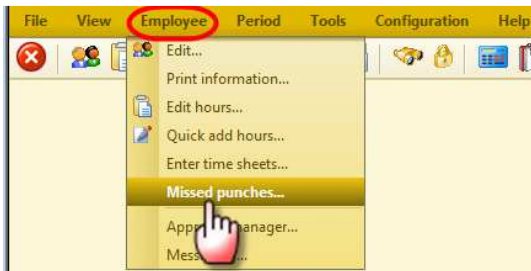 File View Employee Period Tools Configuration Help
Edit...
Print information...
Edit hours...
Quick add hours...
Enter time sheets...
Missed punches...